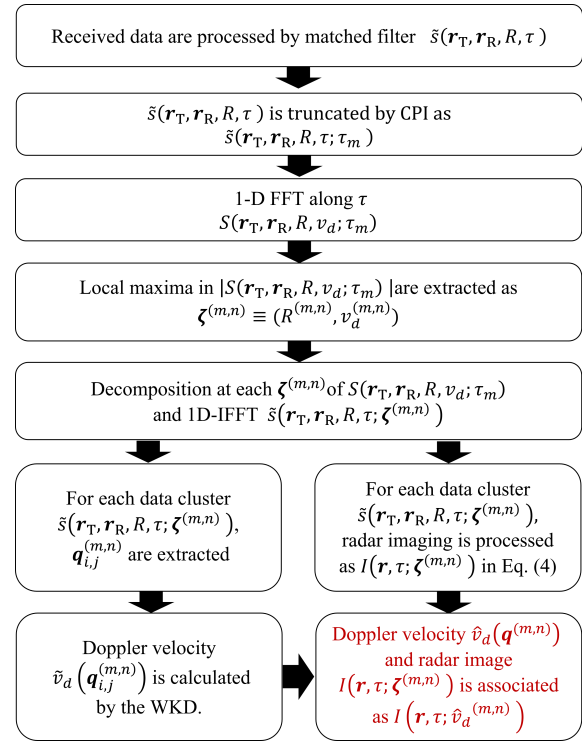 Received data are processed by matched filter s̃(r_T, r_R, R, τ)
s̃(r_T, r_R, R, τ) is truncated by CPI as
s̃(r_T, r_R, R, τ; τ_m)
1-D FFT along τ
S(r_T, r_R, R, v_d; τ_m)
Local maxima in |S(r_T, r_R, R, v_d; τ_m) |are extracted as
ζ^(m,n) ≡ (R^(m,n), v_d^(m,n))
Decomposition at each ζ^(m,n) of S(r_T, r_R, R, v_d; τ_m)
and 1D-IFFT s̃(r_T, r_R, R, τ; ζ^(m,n))
For each data cluster
s̃(r_T, r_R, R, τ; ζ^(m,n)),
q_i,j^(m,n) are extracted
For each data cluster
s̃(r_T, r_R, R, τ; ζ^(m,n)),
radar imaging is processed
as I(r, τ; ζ^(m,n)) in Eq. (4)
Doppler velocity
ṽ_d (q_i,j^(m,n)) is calculated
by the WKD.
Doppler velocity v̂_d(q^(m,n))
and radar image
I(r, τ; ζ^(m,n)) is associated
as I (r, τ; v̂_d^(m,n))